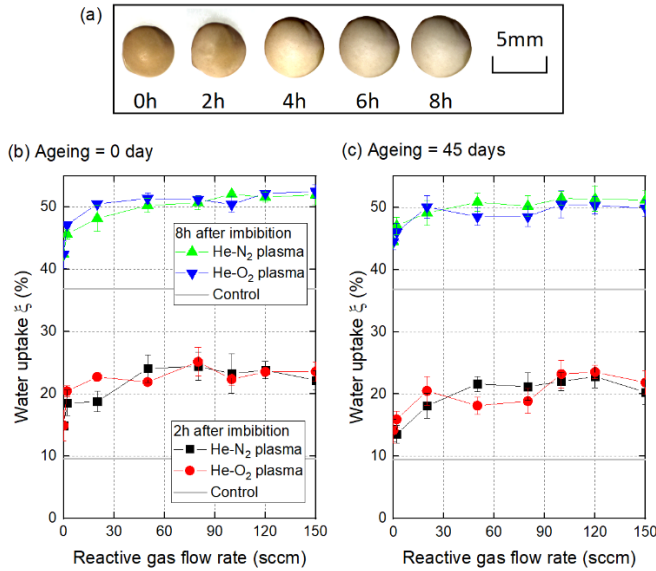 (a)
5mm
0h 2h 4h 6h 8h
(b) Ageing = 0 day
(c) Ageing = 45 days
Water uptake ξ (%)
50
40
30
20
10
0
8h after imbibition
He-N₂ plasma
He-O₂ plasma
Control
2h after imbibition
He-N₂ plasma
He-O₂ plasma
Control
0 30 60 90 120 150
Reactive gas flow rate (sccm)
Water uptake ξ (%)
50
40
30
20
10
0
0 30 60 90 120 150
Reactive gas flow rate (sccm)